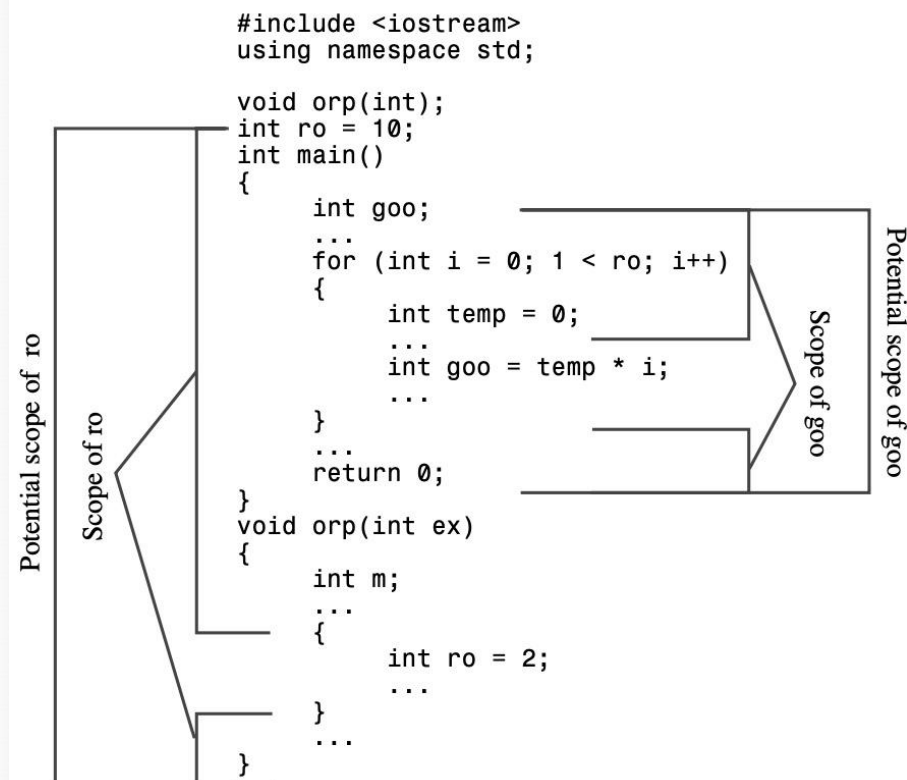 #include <iostream>
using namespace std;
void orp(int);
int ro = 10;
int main()
{
int goo;
...
for (int i = 0; 1 < ro; i++)
{
int temp = 0;
...
int goo = temp * i;
...
}
...
return 0;
}
void orp(int ex)
{
int m;
...
{
int ro = 2;
...
}
...
}
Potential scope of ro
Scope of ro
Scope of goo
Potential scope of goo